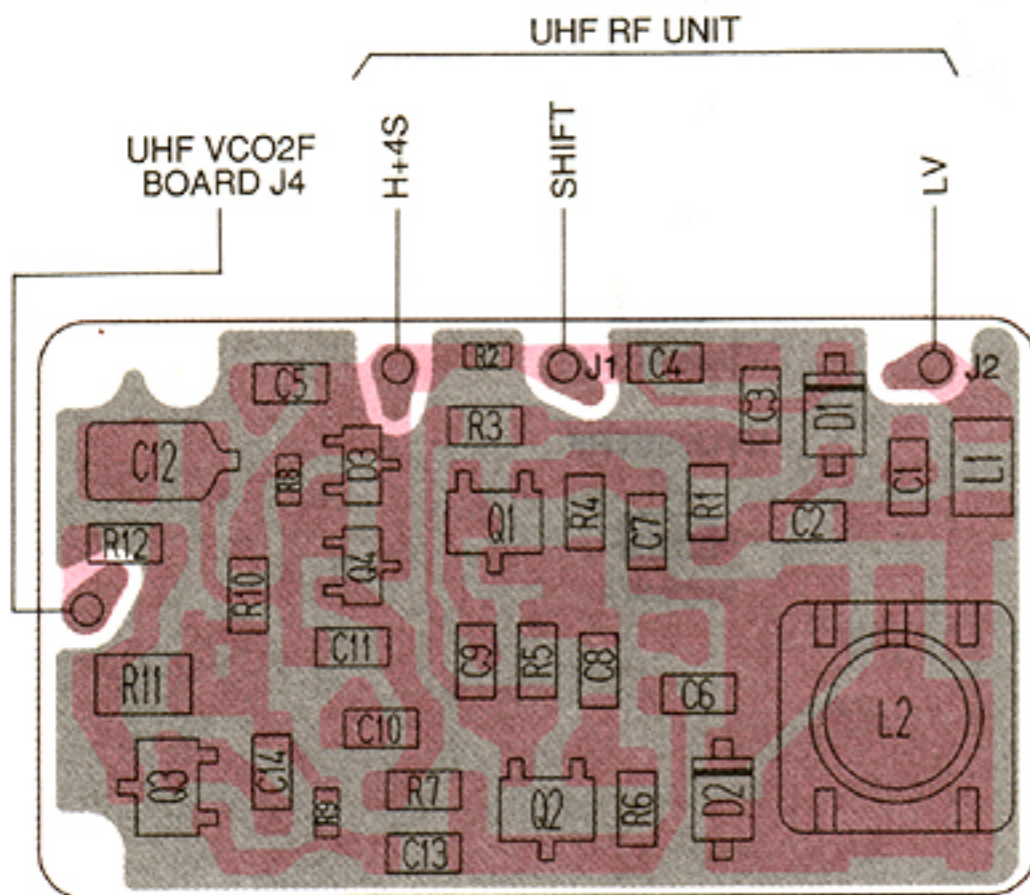 UHF RF UNIT
UHF VCO2F
BOARD J4
H+4S
SHIFT
LV
R2
J1
C4
J2
C5
C3
D1
R3
C12
R8
D3
C1
L1
Q1
R4
C7
R1
C2
R12
Q4
R10
C11
C9
R5
C8
R11
C6
L2
C10
Q3
C14
R9
R7
Q2
R6
D2
C13